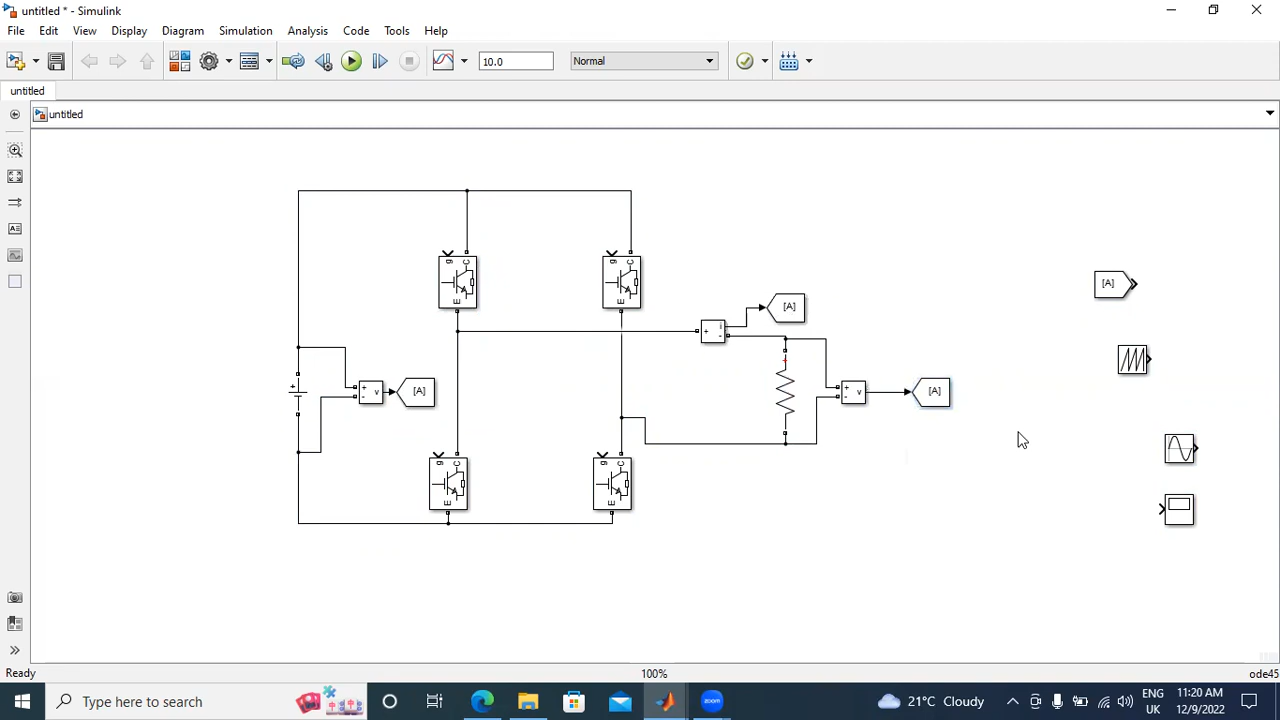 untitled * - Simulink
File Edit View Display Diagram Simulation Analysis Code Tools Help
10.0 Normal
untitled
untitled
g C
g C
E
E
[A]
i
+
-
[A]
+
+
-
v
[A]
+
+
-
v
[A]
g C
g C
E
E
[A]
Ready 100% ode45
Type here to search
zoom
21°C Cloudy
ENG
UK
11:20 AM
12/9/2022